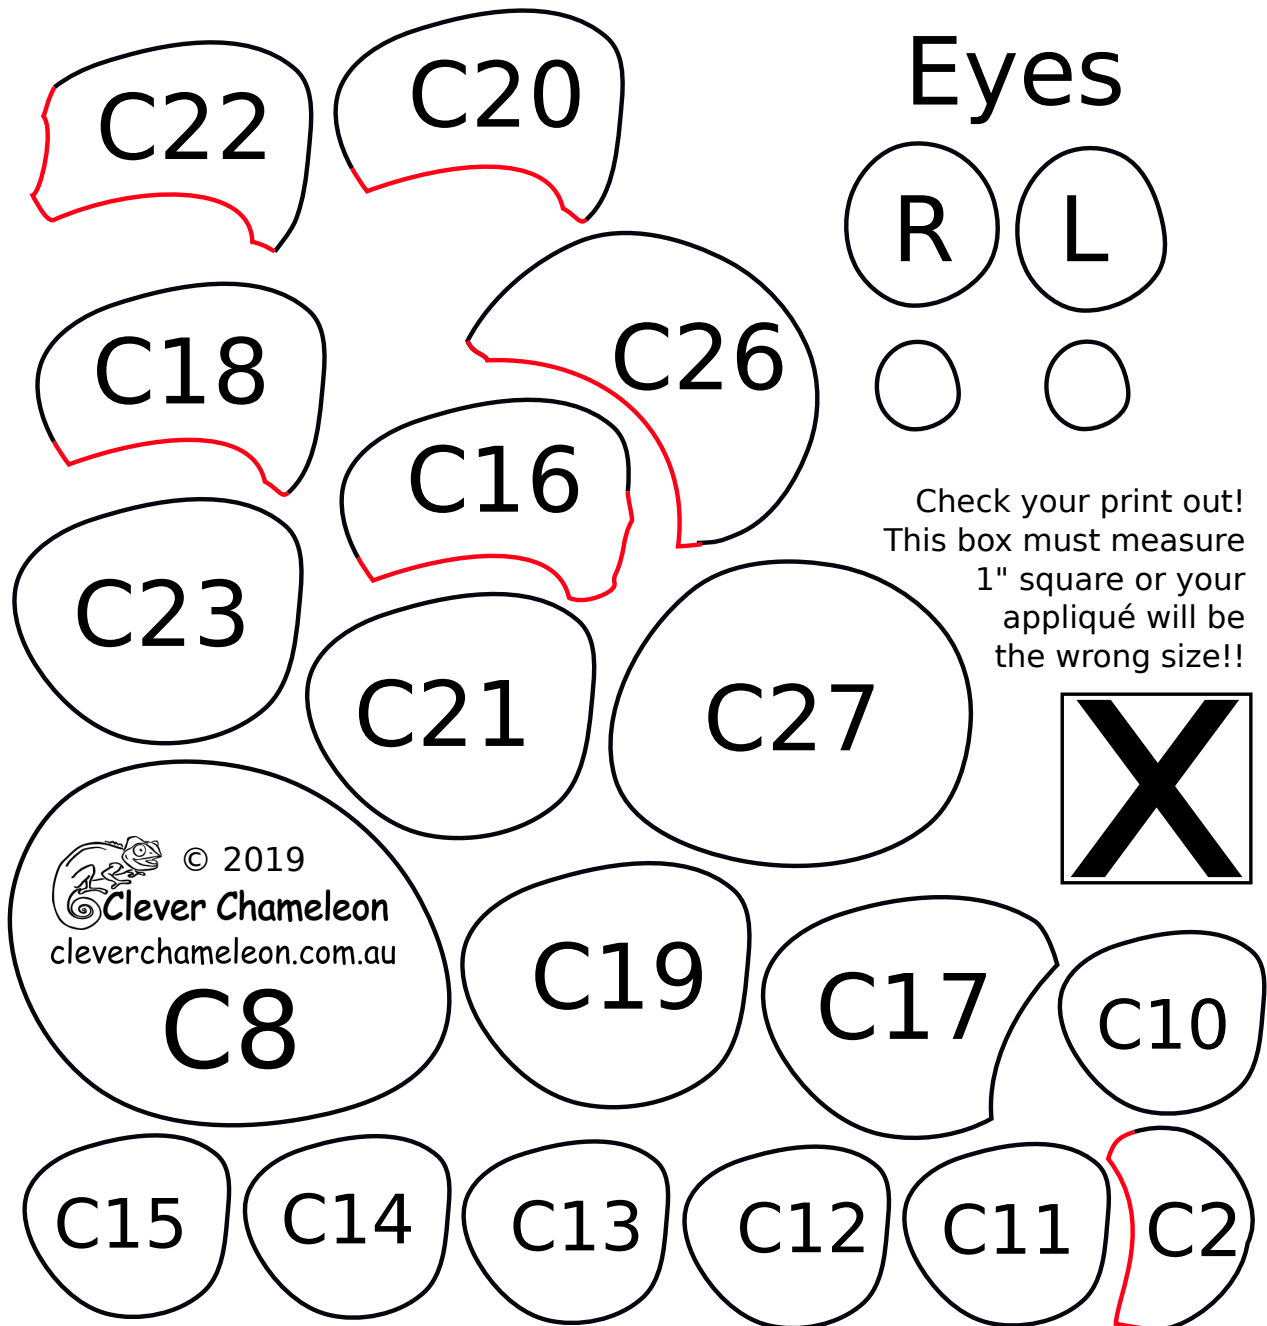 C22
C20
Eyes
R
L
C18
C26
C16
Check your print out!
This box must measure
1" square or your
appliqué will be
the wrong size!!
C23
C21
C27
X
© 2019
Clever Chameleon
cleverchameleon.com.au
C8
C19
C17
C10
C15
C14
C13
C12
C11
C2